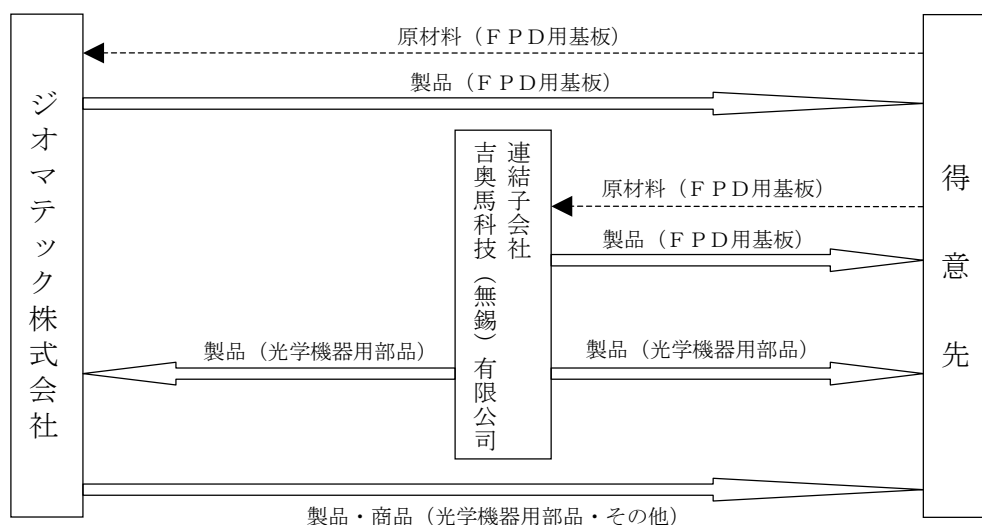 原材料（ＦＰＤ用基板）
製品（ＦＰＤ用基板）
ジオマテック株式会社
連結子会社
吉奥馬科技（無錫）有限公司
得意先
原材料（ＦＰＤ用基板）
製品（ＦＰＤ用基板）
製品（光学機器用部品）
製品（光学機器用部品）
製品・商品（光学機器用部品・その他）